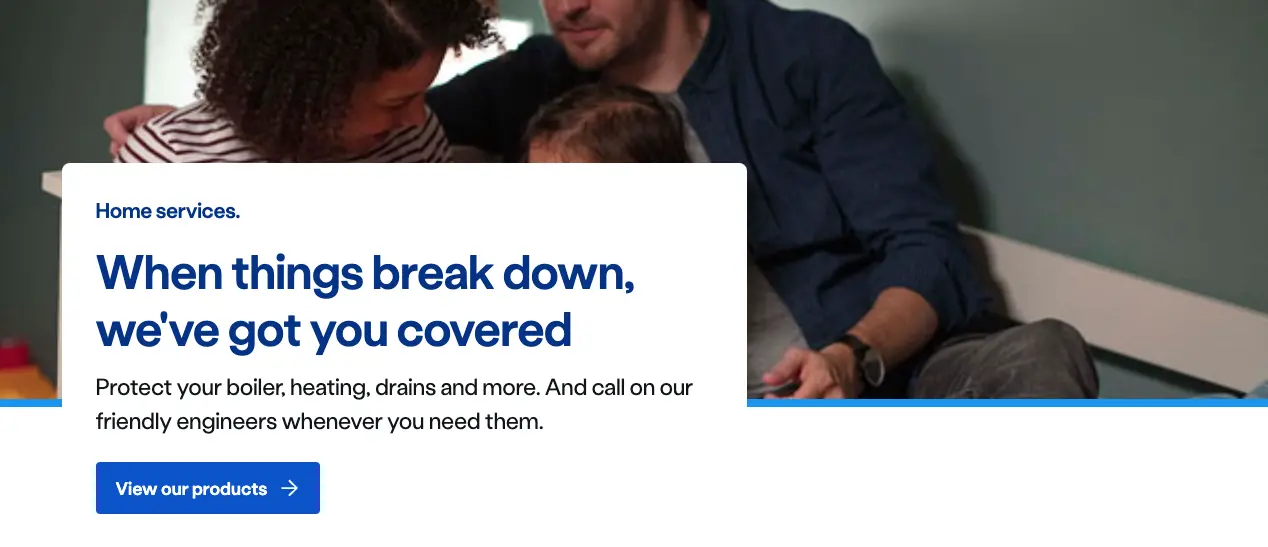 Home services.
When things break down,
we've got you covered
Protect your boiler, heating, drains and more. And call on our
friendly engineers whenever you need them.
View our products